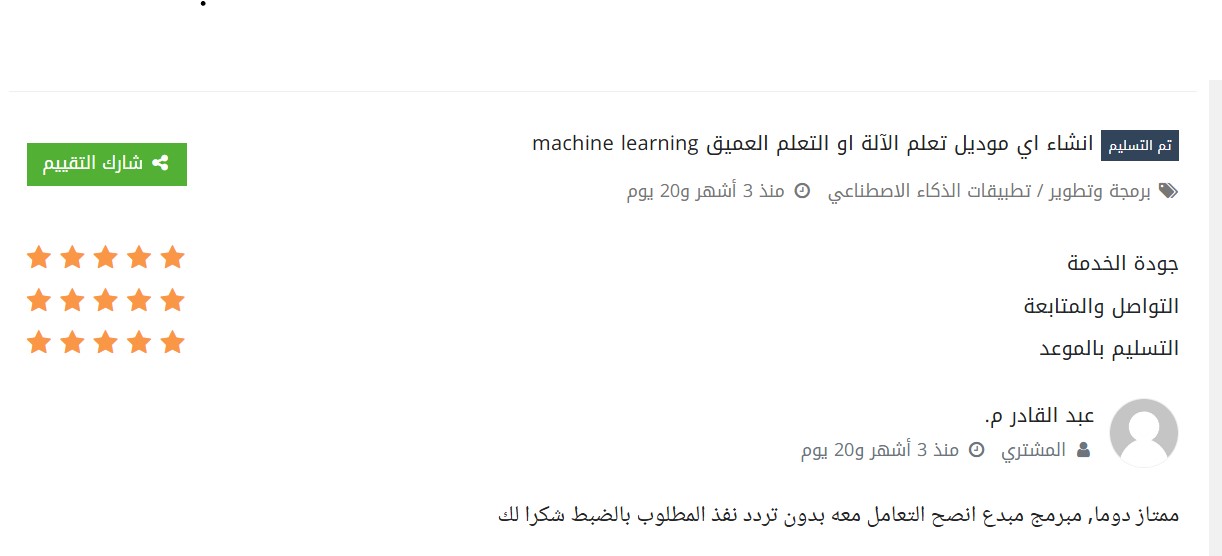 تم التسليم انشاء اي موديل تعلم الآلة او التعلم العميق machine learning
شارك التقييم
برمجة وتطوير / تطبيقات الذكاء الاصطناعي منذ 3 أشهر و20 يوم
جودة الخدمة
التواصل والمتابعة
التسليم بالموعد
عبد القادر م.
المشتري منذ 3 أشهر و20 يوم
ممتاز دوما, مبرمج مبدع انصح التعامل معه بدون تردد نفذ المطلوب بالضبط شكرا لك